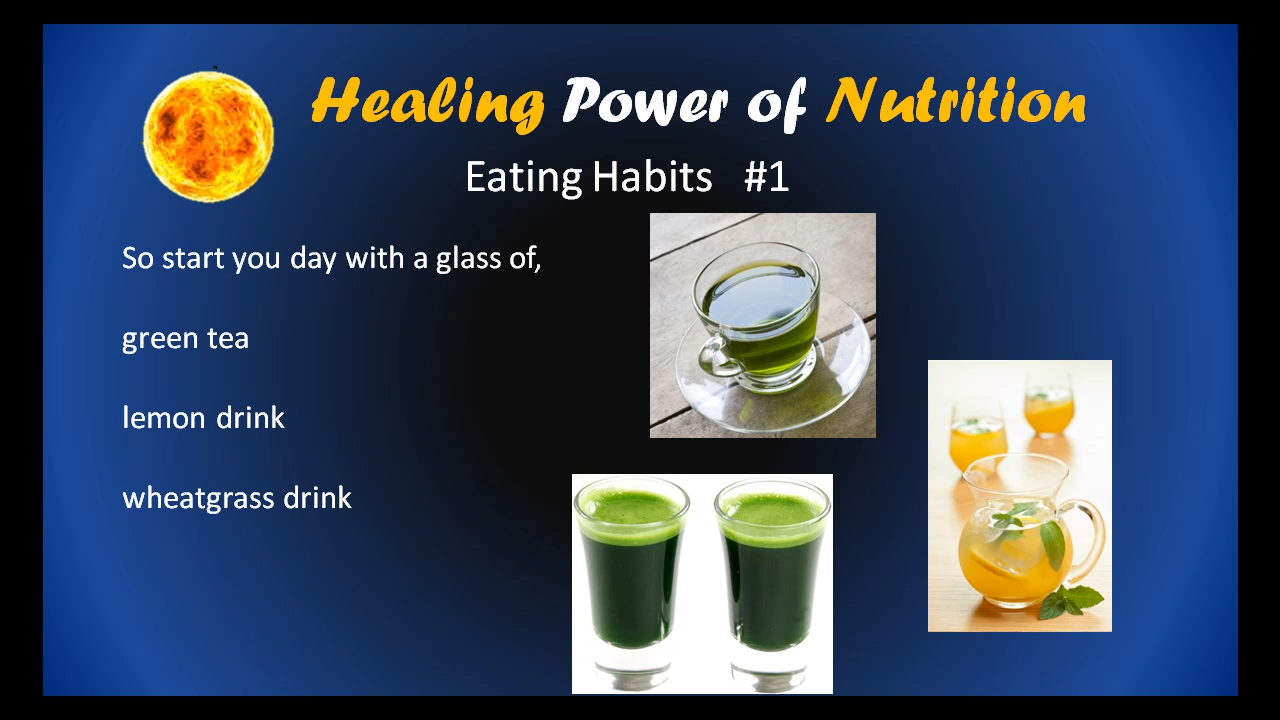 Healing Power of Nutrition
Eating Habits #1
So start you day with a glass of,
green tea
lemon drink
wheatgrass drink